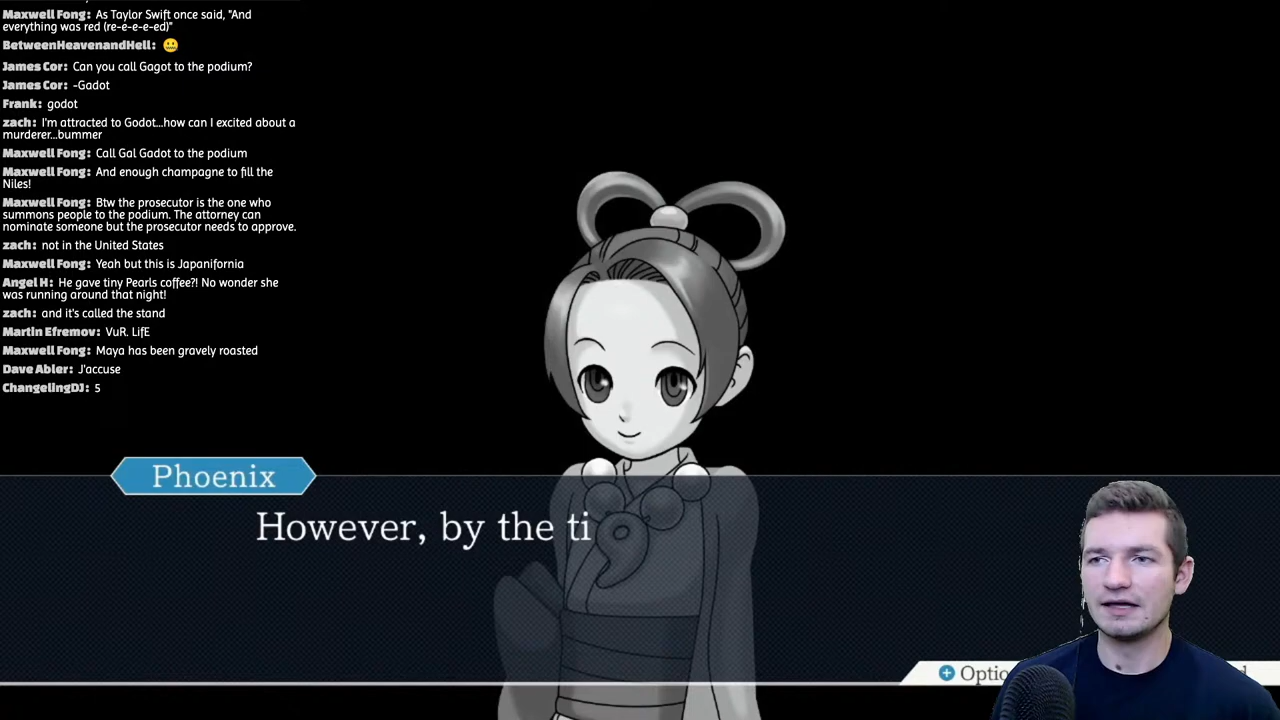 Maxwell Fong: As Taylor Swift once said, "And
everything was red (re-e-e-e-ed)"
BetweenHeavenandHell: 🤐
James Cor: Can you call Gagot to the podium?
James Cor: -Gadot
Frank: godot
zach: I'm attracted to Godot...how can I excited about a
murderer...bummer
Maxwell Fong: Call Gal Gadot to the podium
Maxwell Fong: And enough champagne to fill the
Niles!
Maxwell Fong: Btw the prosecutor is the one who
summons people to the podium. The attorney can
nominate someone but the prosecutor needs to approve.
zach: not in the United States
Maxwell Fong: Yeah but this is Japanifornia
Angel H: He gave tiny Pearls coffee?! No wonder she
was running around that night!
zach: and it's called the stand
Martin Efremov: VuR. LifE
Maxwell Fong: Maya has been gravely roasted
Dave Abler: J'accuse
ChangelingDJ: 5
Phoenix
However, by the ti
Optio